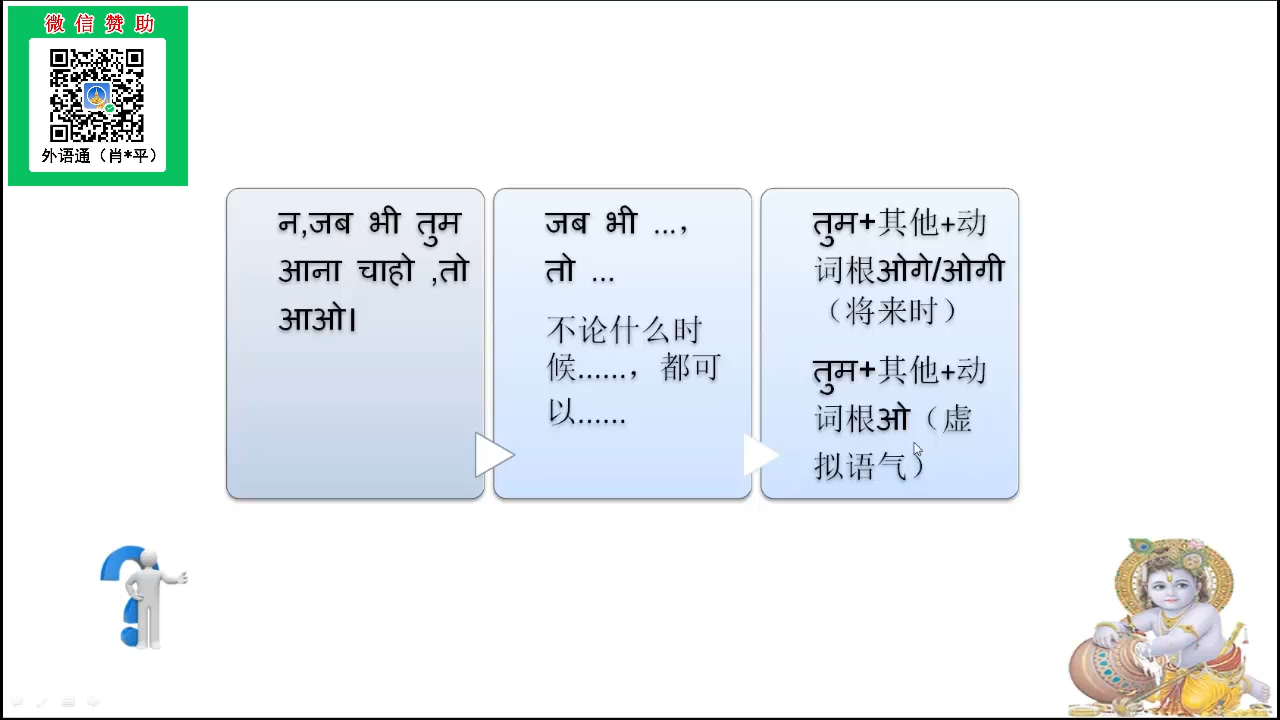 微信赞助
外语通（肖*平）
न,जब भी तुम
आना चाहो ,तो
आओ।
जब भी ...，
तो ...
不论什么时
候......，都可
以......
तुम+其他+动
词根ओगे/ओगी
（将来时）
तुम+其他+动
词根ओ（虚
拟语气）